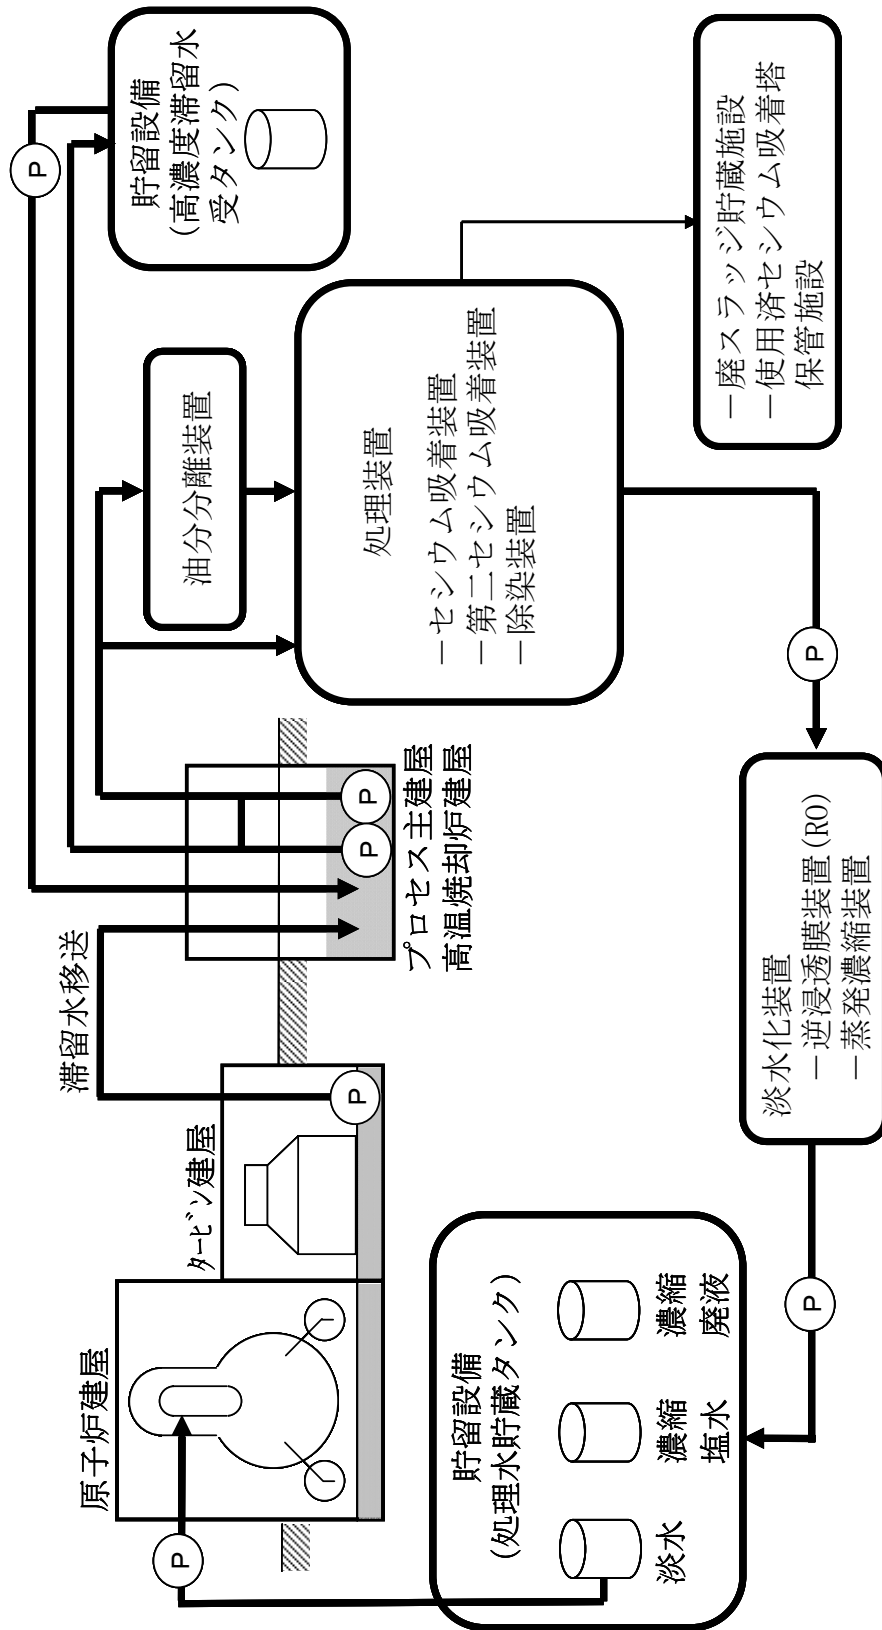 原子炉建屋
P
ﾀｰﾋﾞﾝ建屋
P
滞留水移送
プロセス主建屋
高温焼却炉建屋
P
P
P
貯留設備
(高濃度滞留水
受タンク)
油分分離装置
処理装置
－セシウム吸着装置
－第二セシウム吸着装置
－除染装置
－廃スラッジ貯蔵施設
－使用済セシウム吸着塔
保管施設
P
淡水化装置
－逆浸透膜装置(RO)
－蒸発濃縮装置
P
貯留設備
(処理水貯蔵タンク)
淡水
濃縮
塩水
濃縮
廃液